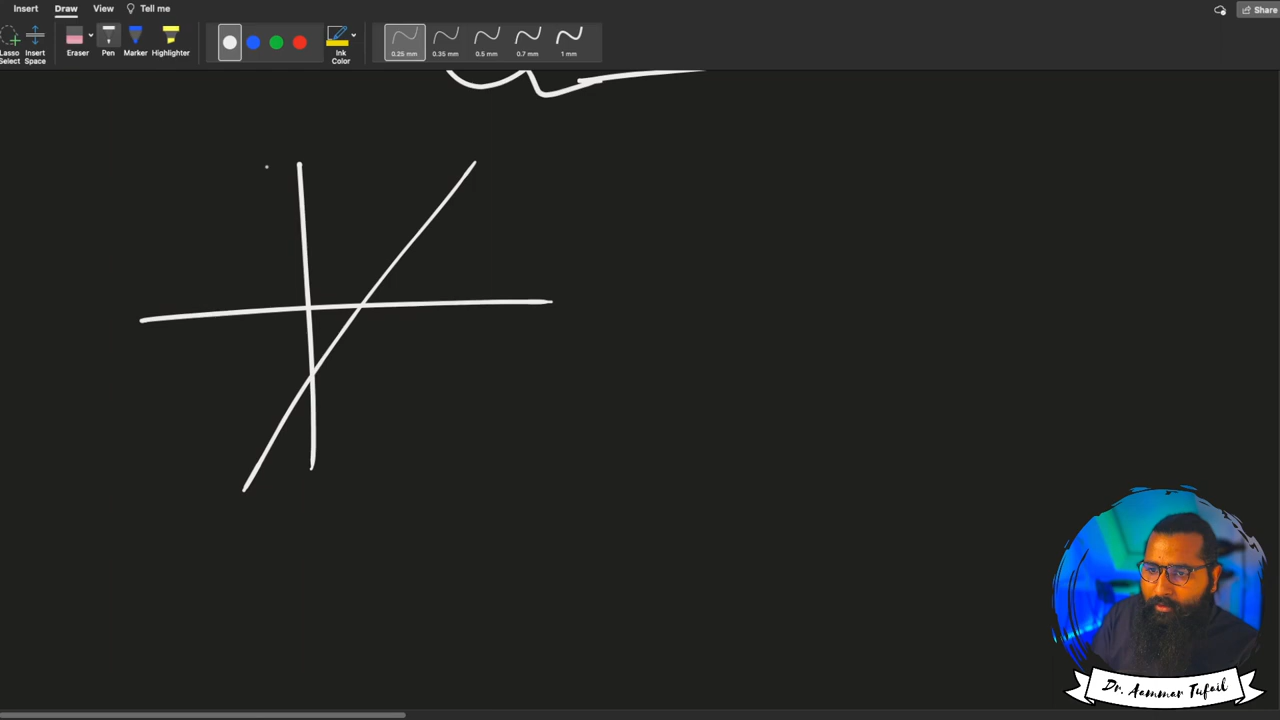 Insert Draw View Tell me Share
Lasso Select
Insert Space
Eraser
Pen
Marker
Highlighter
Ink Color
0.25 mm
0.35 mm
0.5 mm
0.7 mm
1 mm
Dr. Aammar Tufail